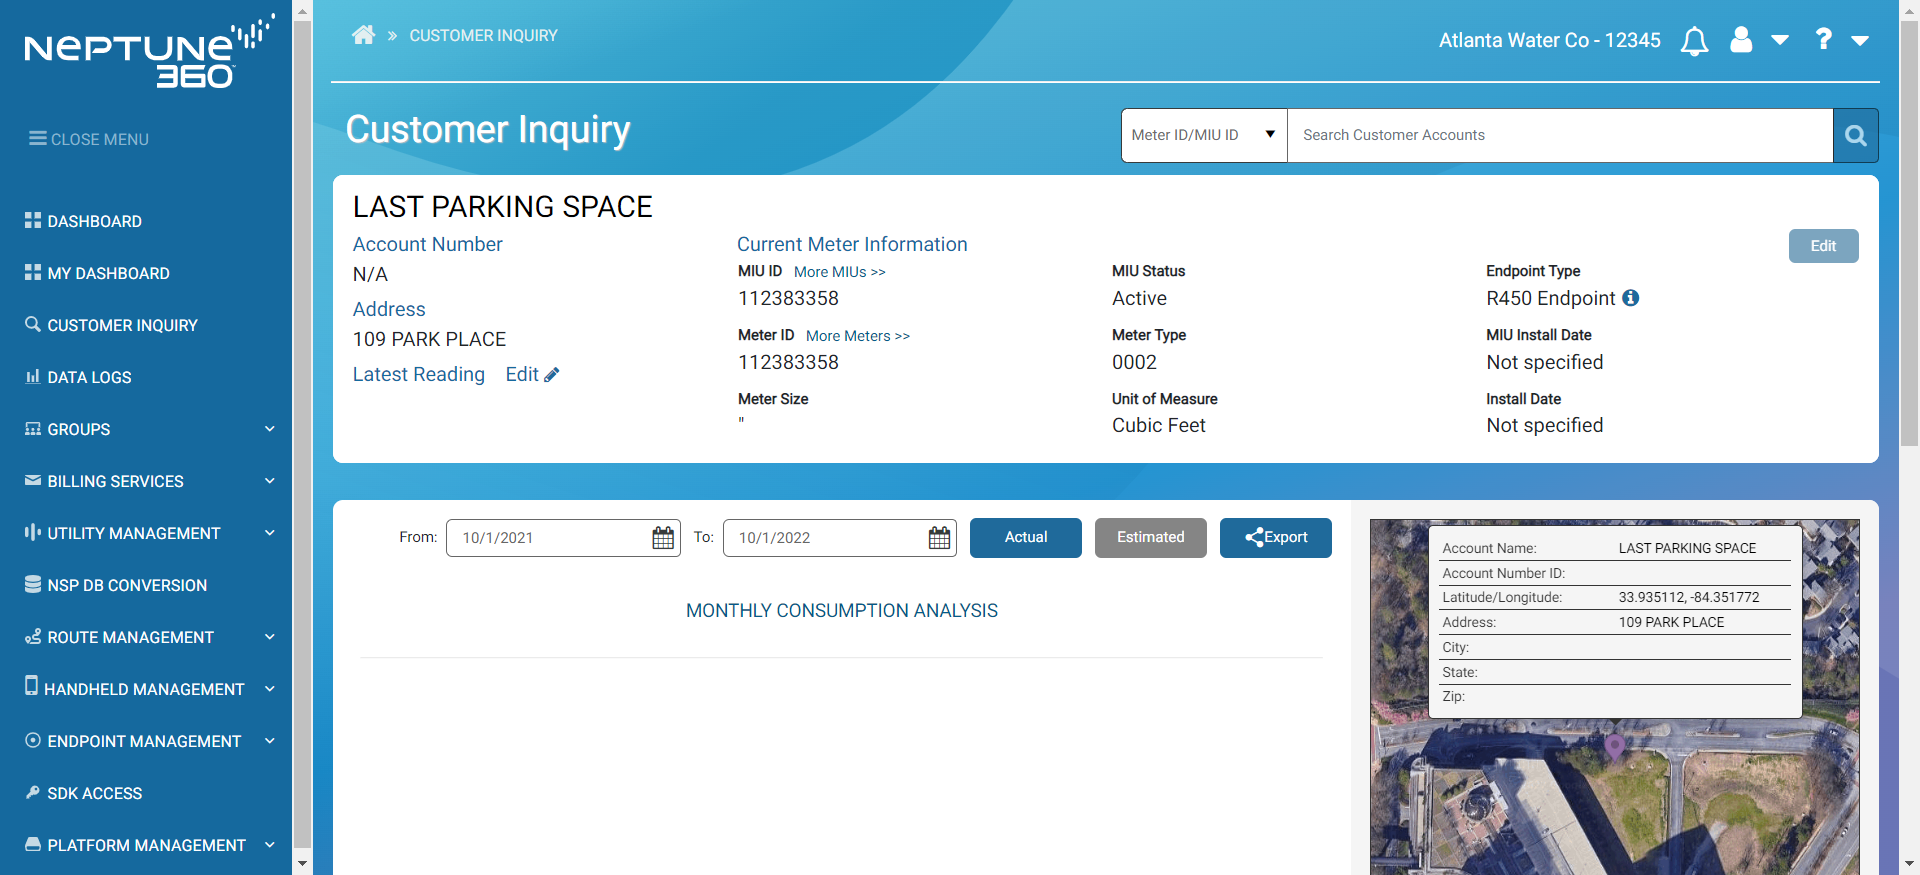 NEPTUNE
360
CLOSE MENU
DASHBOARD
MY DASHBOARD
CUSTOMER INQUIRY
DATA LOGS
GROUPS
BILLING SERVICES
UTILITY MANAGEMENT
NSP DB CONVERSION
ROUTE MANAGEMENT
HANDHELD MANAGEMENT
ENDPOINT MANAGEMENT
SDK ACCESS
PLATFORM MANAGEMENT
» CUSTOMER INQUIRY
Atlanta Water Co - 12345
?
Customer Inquiry
Meter ID/MIU ID
Search Customer Accounts
LAST PARKING SPACE
Account Number
N/A
Address
109 PARK PLACE
Latest Reading Edit
Current Meter Information
MIU ID More MIUs >>
112383358
Meter ID More Meters >>
112383358
Meter Size
"
MIU Status
Active
Meter Type
0002
Unit of Measure
Cubic Feet
Edit
Endpoint Type
R450 Endpoint
MIU Install Date
Not specified
Install Date
Not specified
From: 10/1/2021 To: 10/1/2022 Actual Estimated Export
MONTHLY CONSUMPTION ANALYSIS
Account Name: LAST PARKING SPACE
Account Number ID:
Latitude/Longitude: 33.935112, -84.351772
Address: 109 PARK PLACE
City:
State:
Zip: